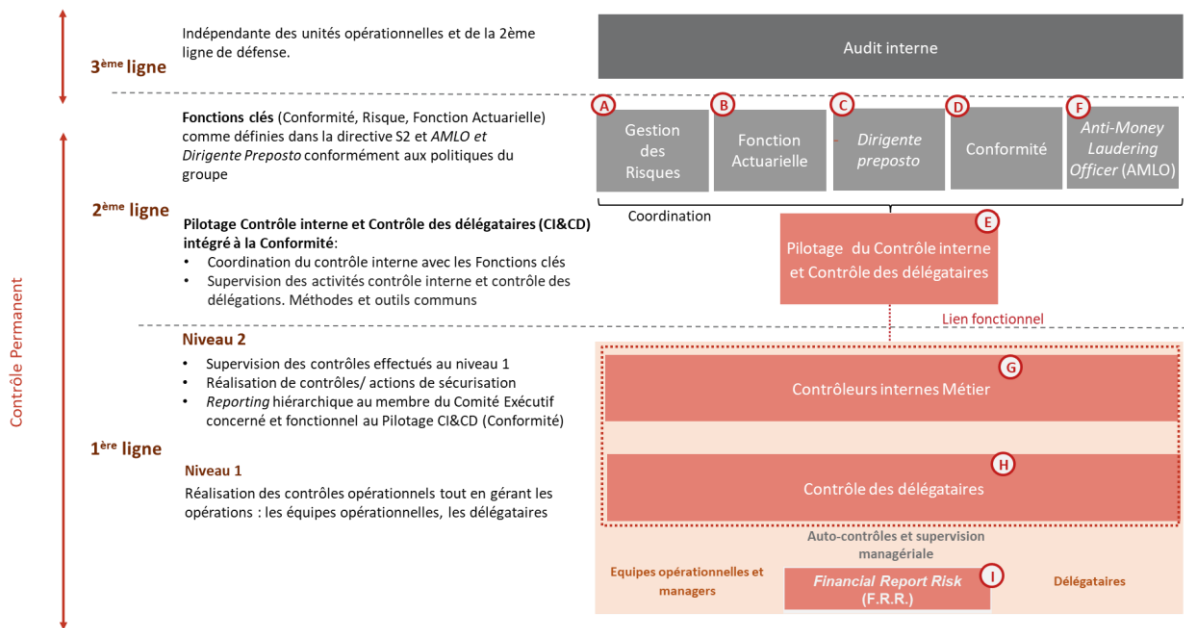 Contrôle Permanent
3ème ligne
Indépendante des unités opérationnelles et de la 2ème
ligne de défense.
Audit interne
2ème ligne
Fonctions clés (Conformité, Risque, Fonction Actuarielle)
comme définies dans la directive S2 et AMLO et
Dirigente Preposto conformément aux politiques du
groupe
A
Gestion
des
Risques
B
Fonction
Actuarielle
C
Dirigente
preposto
D
Conformité
F
Anti-Money
Laudering
Officer (AMLO)
Pilotage Contrôle interne et Contrôle des délégataires (CI&CD)
intégré à la Conformité:
• Coordination du contrôle interne avec les Fonctions clés
• Supervision des activités contrôle interne et contrôle des
délégations. Méthodes et outils communs
Coordination
E
Pilotage du Contrôle interne
et Contrôle des délégataires
Lien fonctionnel
1ère ligne
Niveau 2
• Supervision des contrôles effectués au niveau 1
• Réalisation de contrôles/ actions de sécurisation
• Reporting hiérarchique au membre du Comité Exécutif
concerné et fonctionnel au Pilotage CI&CD (Conformité)
G
Contrôleurs internes Métier
Niveau 1
Réalisation des contrôles opérationnels tout en gérant les
opérations : les équipes opérationnelles, les délégataires
H
Contrôle des délégataires
Auto-contrôles et supervision
managériale
Equipes opérationnelles et
managers
I
Financial Report Risk
(F.R.R.)
Délégataires